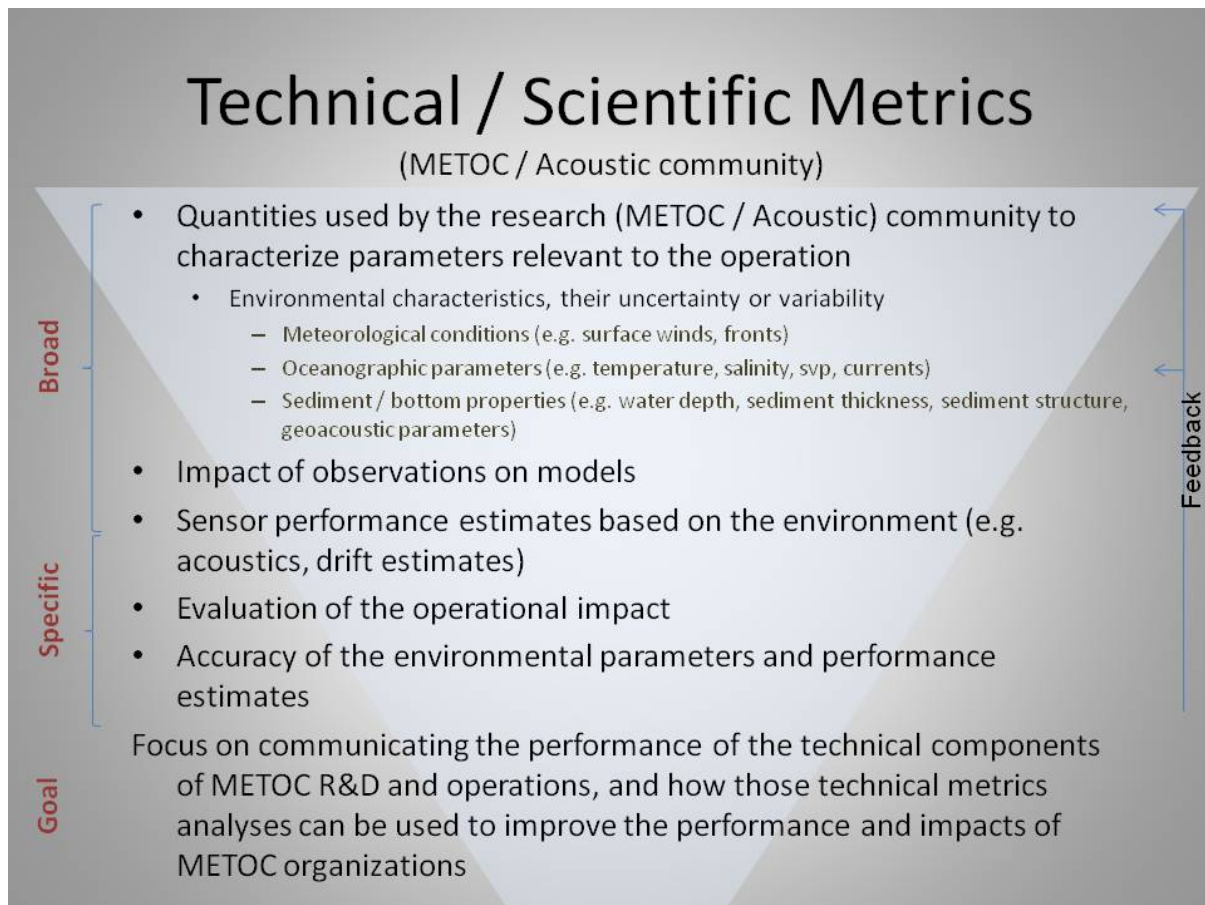 Technical / Scientific Metrics
(METOC / Acoustic community)
• Quantities used by the research (METOC / Acoustic) community to
characterize parameters relevant to the operation
• Environmental characteristics, their uncertainty or variability
– Meteorological conditions (e.g. surface winds, fronts)
– Oceanographic parameters (e.g. temperature, salinity, svp, currents)
– Sediment / bottom properties (e.g. water depth, sediment thickness, sediment structure,
geoacoustic parameters)
• Impact of observations on models
• Sensor performance estimates based on the environment (e.g.
acoustics, drift estimates)
• Evaluation of the operational impact
• Accuracy of the environmental parameters and performance
estimates
Focus on communicating the performance of the technical components
of METOC R&D and operations, and how those technical metrics
analyses can be used to improve the performance and impacts of
METOC organizations
Broad
Specific
Goal
Feedback